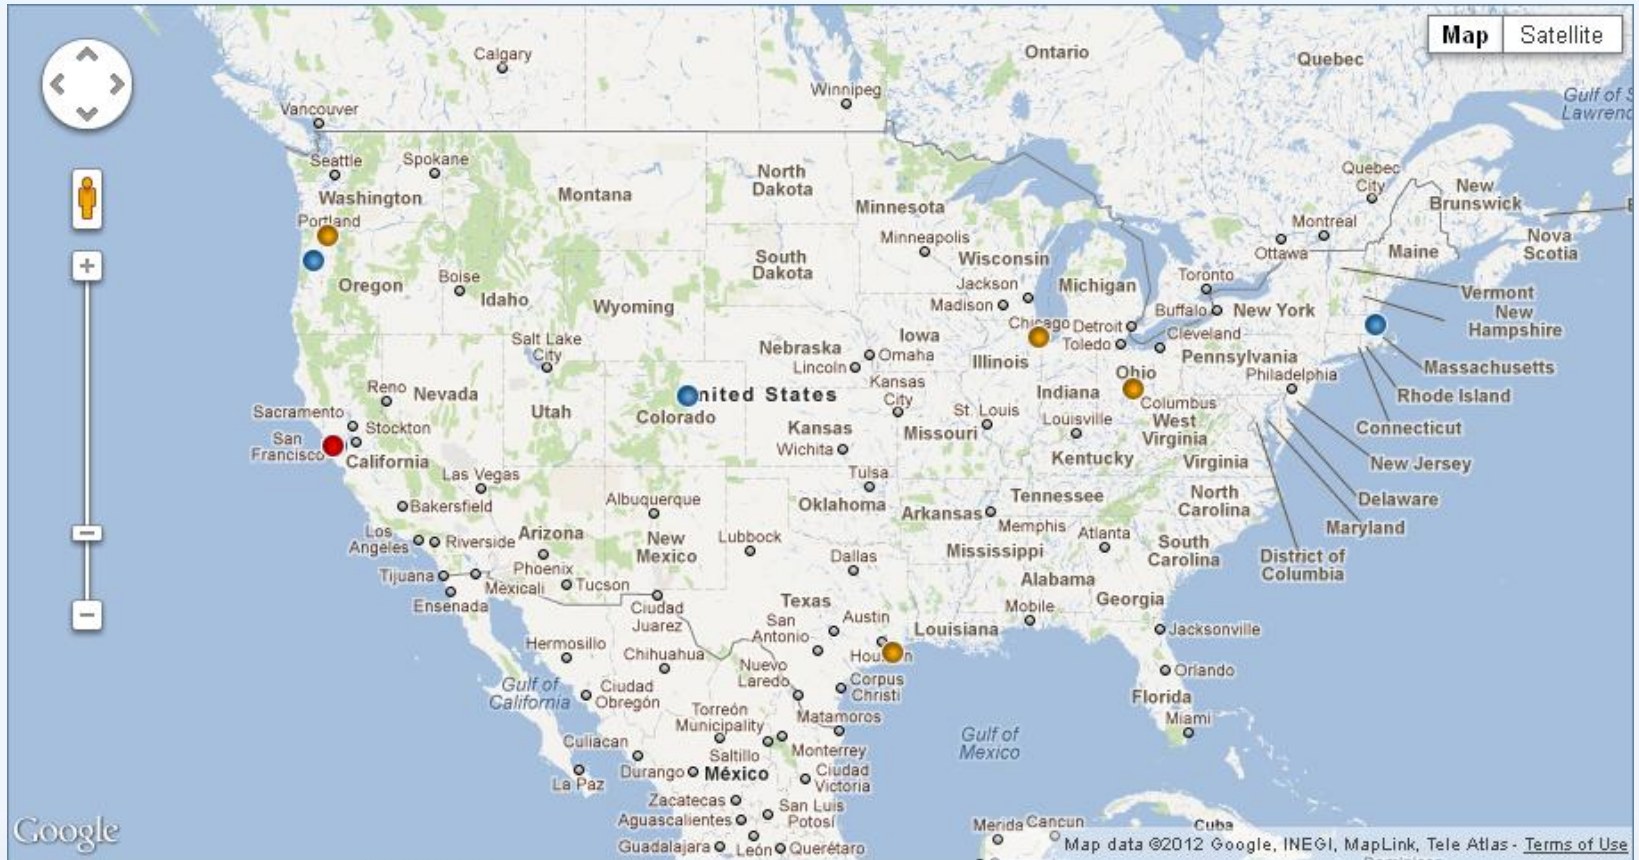 Map
Satellite
Calgary
Ontario
Quebec
Winnipeg
Gulf of
Vancouver
Seattle
Spokane
Washington
Montana
North
Dakota
Minnesota
Quebec
City
New
Brunswick
Portland
Minneapolis
Montreal
Ottawa
Maine
Nova
Scotia
South
Dakota
Wisconsin
Oregon
Boise
Idaho
Wyoming
Jackson
Madison
Michigan
Toronto
Buffalo
New York
Vermont
New
Hampshire
Salt Lake
City
Nebraska
Iowa
Omaha
Lincoln
Chicago
Detroit
Toledo
Cleveland
Pennsylvania
Illinois
Ohio
Philadelphia
Massachusetts
Rhode Island
Connecticut
Reno
Nevada
Utah
United States
Colorado
Kansas
City
Indiana
Columbus
West
Virginia
Sacramento
Stockton
San
Francisco
California
Kansas
Wichita
St. Louis
Missouri
Louisville
Kentucky
Virginia
New Jersey
Las Vegas
Tulsa
Delaware
Bakersfield
Albuquerque
Oklahoma
Arkansas
Tennessee
Memphis
North
Carolina
Maryland
Los
Angeles
Riverside
Arizona
Phoenix
New
Mexico
Lubbock
Dallas
Mississippi
Atlanta
South
Carolina
District of
Columbia
Tijuana
Mexicali
Tucson
Ensenada
Ciudad
Juarez
Texas
Austin
San
Antonio
Alabama
Georgia
Mobile
Louisiana
Jacksonville
Hermosillo
Chihuahua
Nuevo
Laredo
Houston
Corpus
Christi
Orlando
Florida
Miami
Gulf of
California
Ciudad
Obregón
Torreón
Municipality
Matamoros
Gulf of
Mexico
Culiacan
Saltillo
Monterrey
La Paz
Durango
México
Ciudad
Victoria
Zacatecas
San Luis
Potosí
Aguascalientes
Guadalajara
León
Querétaro
Merida
Cancun
Cuba
Google
Map data ©2012 Google, INEGI, MapLink, Tele Atlas - Terms of Use